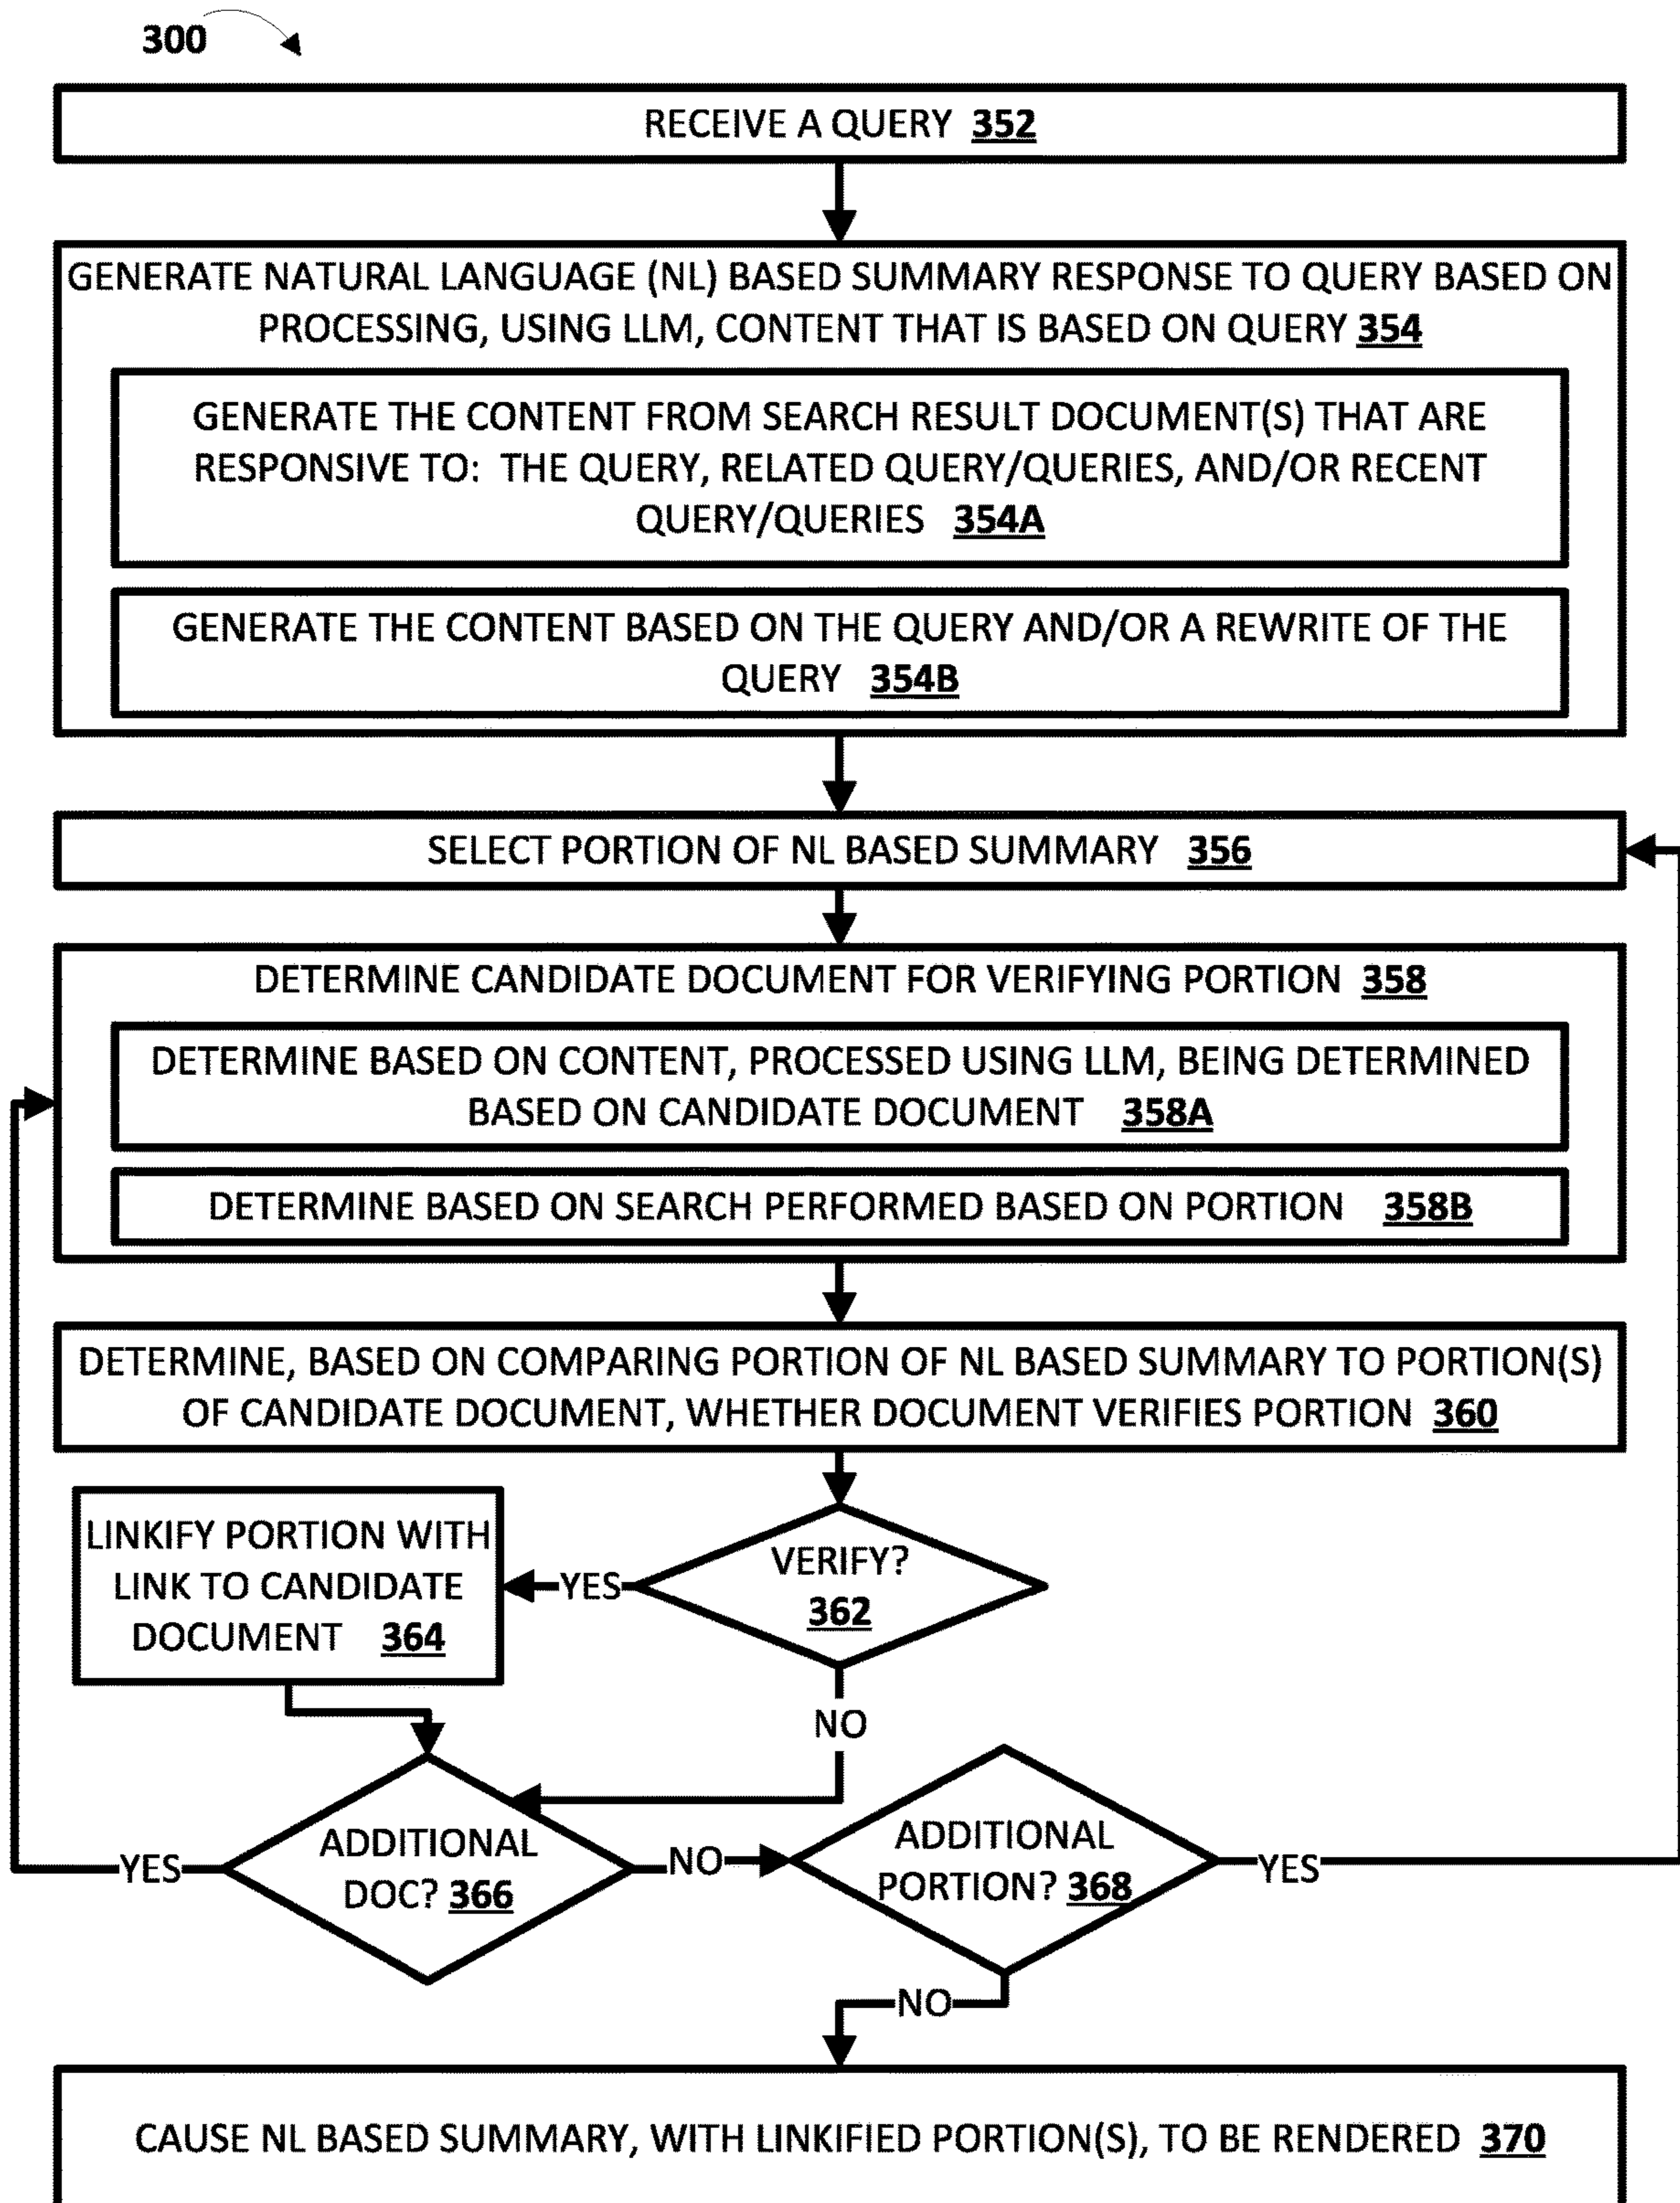 300
RECEIVE A QUERY 352
GENERATE NATURAL LANGUAGE (NL) BASED SUMMARY RESPONSE TO QUERY BASED ON
PROCESSING, USING LLM, CONTENT THAT IS BASED ON QUERY 354
GENERATE THE CONTENT FROM SEARCH RESULT DOCUMENT(S) THAT ARE
RESPONSIVE TO: THE QUERY, RELATED QUERY/QUERIES, AND/OR RECENT
QUERY/QUERIES 354A
GENERATE THE CONTENT BASED ON THE QUERY AND/OR A REWRITE OF THE
QUERY 354B
SELECT PORTION OF NL BASED SUMMARY 356
DETERMINE CANDIDATE DOCUMENT FOR VERIFYING PORTION 358
DETERMINE BASED ON CONTENT, PROCESSED USING LLM, BEING DETERMINED
BASED ON CANDIDATE DOCUMENT 358A
DETERMINE BASED ON SEARCH PERFORMED BASED ON PORTION 358B
DETERMINE, BASED ON COMPARING PORTION OF NL BASED SUMMARY TO PORTION(S)
OF CANDIDATE DOCUMENT, WHETHER DOCUMENT VERIFIES PORTION 360
VERIFY?
362
YES
LINKIFY PORTION WITH
LINK TO CANDIDATE
DOCUMENT 364
NO
ADDITIONAL
DOC? 366
YES
NO
ADDITIONAL
PORTION? 368
YES
NO
CAUSE NL BASED SUMMARY, WITH LINKIFIED PORTION(S), TO BE RENDERED 370